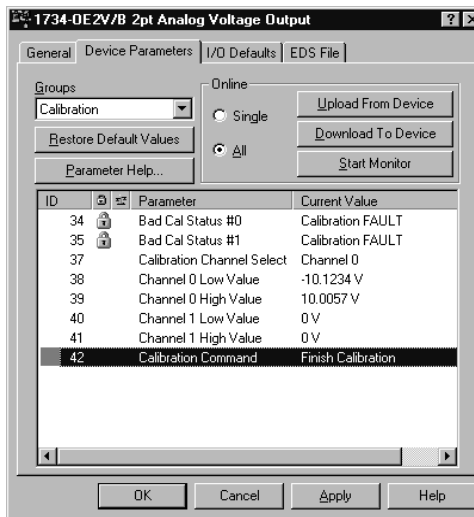 1734-OE2V/B 2pt Analog Voltage Output
General Device Parameters I/O Defaults EDS File
Groups
Calibration
Restore Default Values
Parameter Help...
Online
Single
All
Upload From Device
Download To Device
Start Monitor
ID Parameter Current Value
34 Bad Cal Status #0 Calibration FAULT
35 Bad Cal Status #1 Calibration FAULT
37 Calibration Channel Select Channel 0
38 Channel 0 Low Value -10.1234 V
39 Channel 0 High Value 10.0057 V
40 Channel 1 Low Value 0 V
41 Channel 1 High Value 0 V
42 Calibration Command Finish Calibration
OK Cancel Apply Help